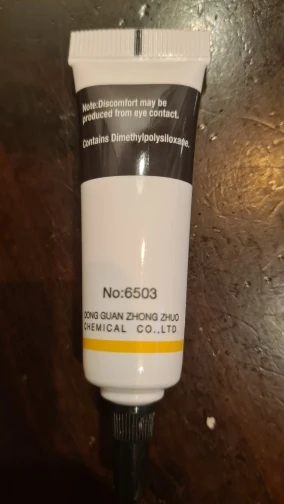 Note:Discomfort may be
produced from eye contact.
Contains Dimethylpolysiloxane.
No:6503
DONG GUAN ZHONG ZHUO
CHEMICAL CO.,LTD